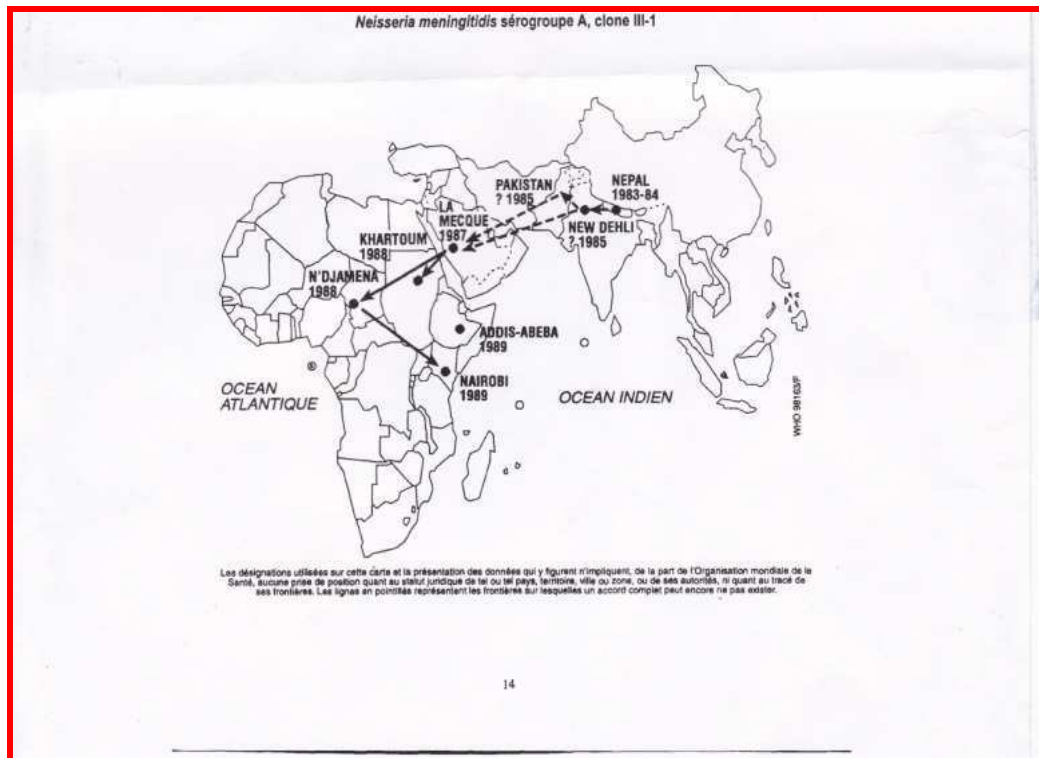 Neisseria meningitidis sérogroupe A, clone III-1
PAKISTAN
? 1985
NEPAL
1983-84
LA
MECQUE
1987
NEW DEHLI
? 1985
KHARTOUM
1988
N'DJAMENA
1988
ADDIS-ABEBA
1989
NAIROBI
1989
OCEAN
ATLANTIQUE
OCEAN INDIEN
WHO 98163/F
Les désignations utilisées sur cette carte et la présentation des données qui y figurent n'impliquent, de la part de l'Organisation mondiale de la
Santé, aucune prise de position quant au statut juridique de tel ou tel pays, territoire, ville ou zone, ou de ses autorités, ni quant au tracé de
ses frontières. Les lignes en pointillés représentent les frontières sur lesquelles un accord complet peut encore ne pas exister.
14